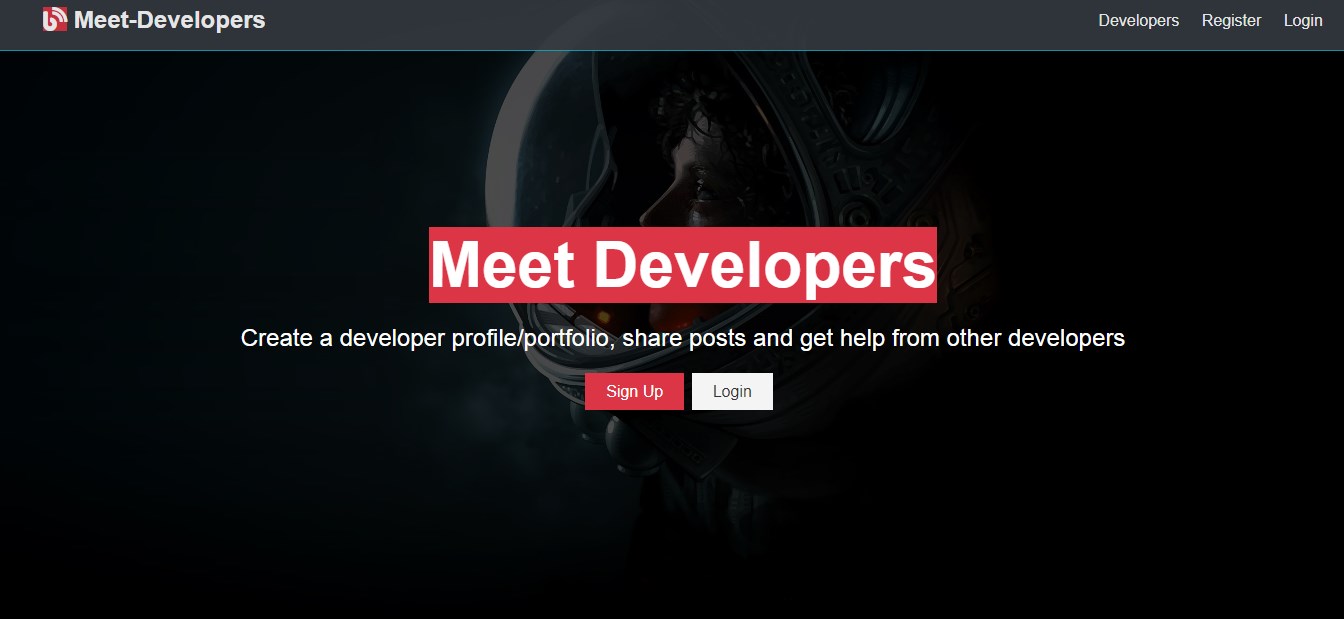 Meet-Developers
Developers Register Login
Meet Developers
Create a developer profile/portfolio, share posts and get help from other developers
Sign Up Login